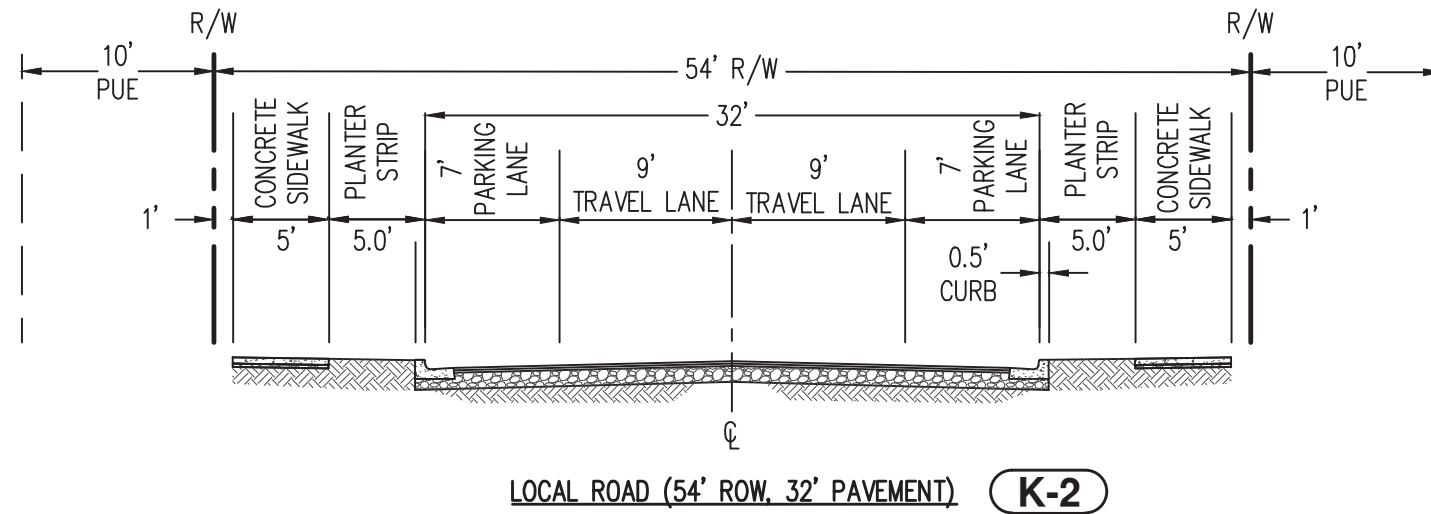 R/W
R/W
10'
PUE
54' R/W
10'
PUE
32'
CONCRETE
SIDEWALK
PLANTER
STRIP
7'
PARKING
LANE
9'
TRAVEL LANE
9'
TRAVEL LANE
7'
PARKING
LANE
PLANTER
STRIP
CONCRETE
SIDEWALK
1'
5'
5.0'
0.5'
CURB
5.0'
5'
1'
℄
LOCAL ROAD (54' ROW, 32' PAVEMENT)
K-2